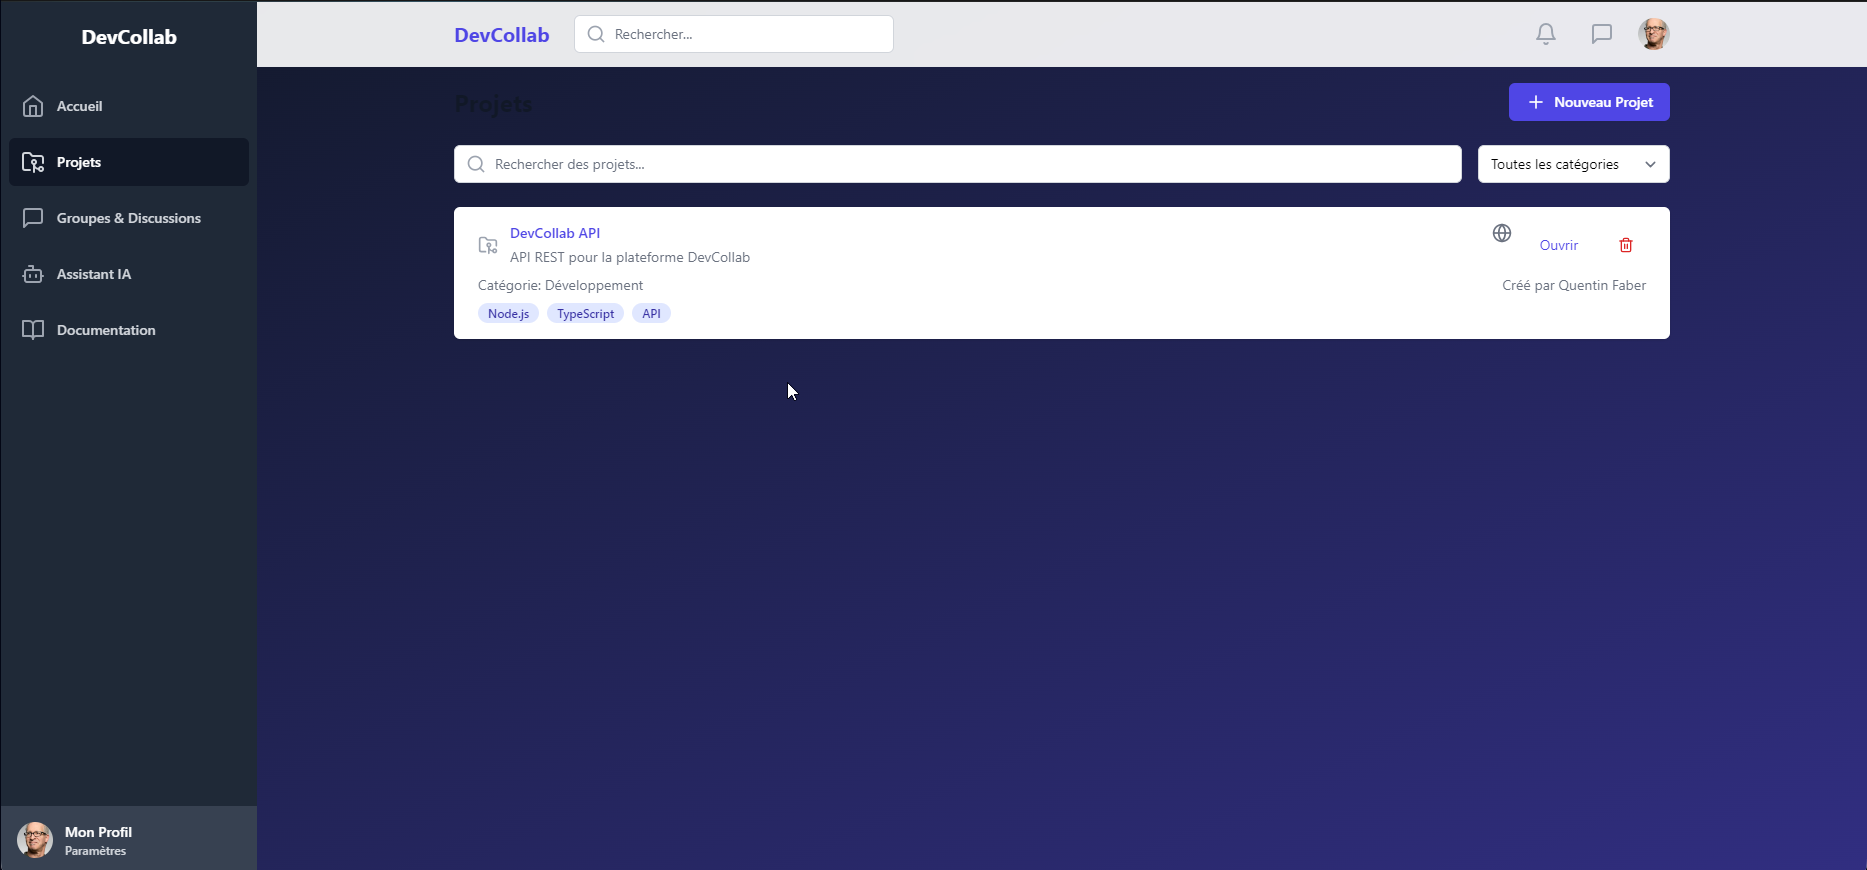 DevCollab
Accueil
Projets
Groupes & Discussions
Assistant IA
Documentation
Mon Profil
Paramètres
DevCollab
Rechercher...
Projets
Nouveau Projet
Rechercher des projets...
Toutes les catégories
DevCollab API
API REST pour la plateforme DevCollab
Ouvrir
Catégorie: Développement
Créé par Quentin Faber
Node.js TypeScript API